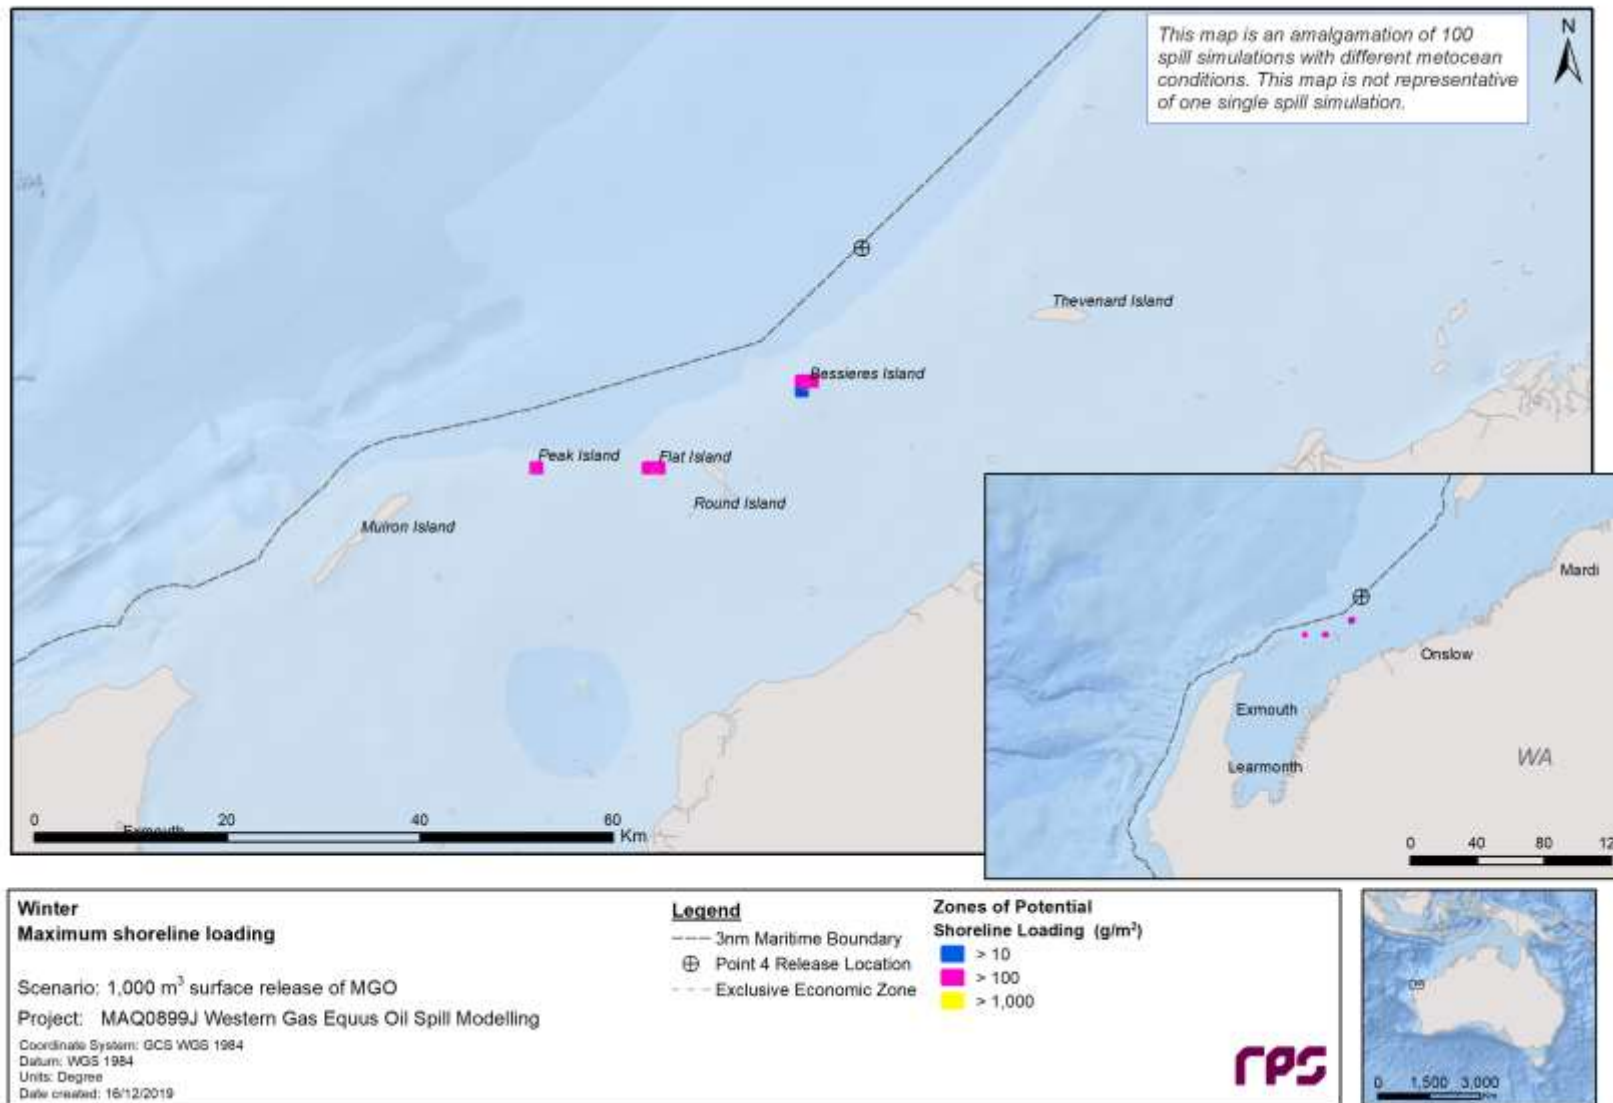 This map is an amalgamation of 100
spill simulations with different metocean
conditions. This map is not representative
of one single spill simulation.
N
Thevenard Island
Bessieres Island
Peak Island
Flat Island
Round Island
Muiron Island
Exmouth
0 20 40 60 Km
Mardi
Onslow
Exmouth
WA
Learmonth
0 40 80 12
Winter
Maximum shoreline loading
Scenario: 1,000 m³ surface release of MGO
Project: MAQ0899J Western Gas Equus Oil Spill Modelling
Coordinate System: GCS WGS 1984
Datum: WGS 1984
Units: Degree
Date created: 16/12/2019
Legend
3nm Maritime Boundary
Point 4 Release Location
Exclusive Economic Zone
Zones of Potential
Shoreline Loading (g/m²)
> 10
> 100
> 1,000
rps
0 1,500 3,000
Km